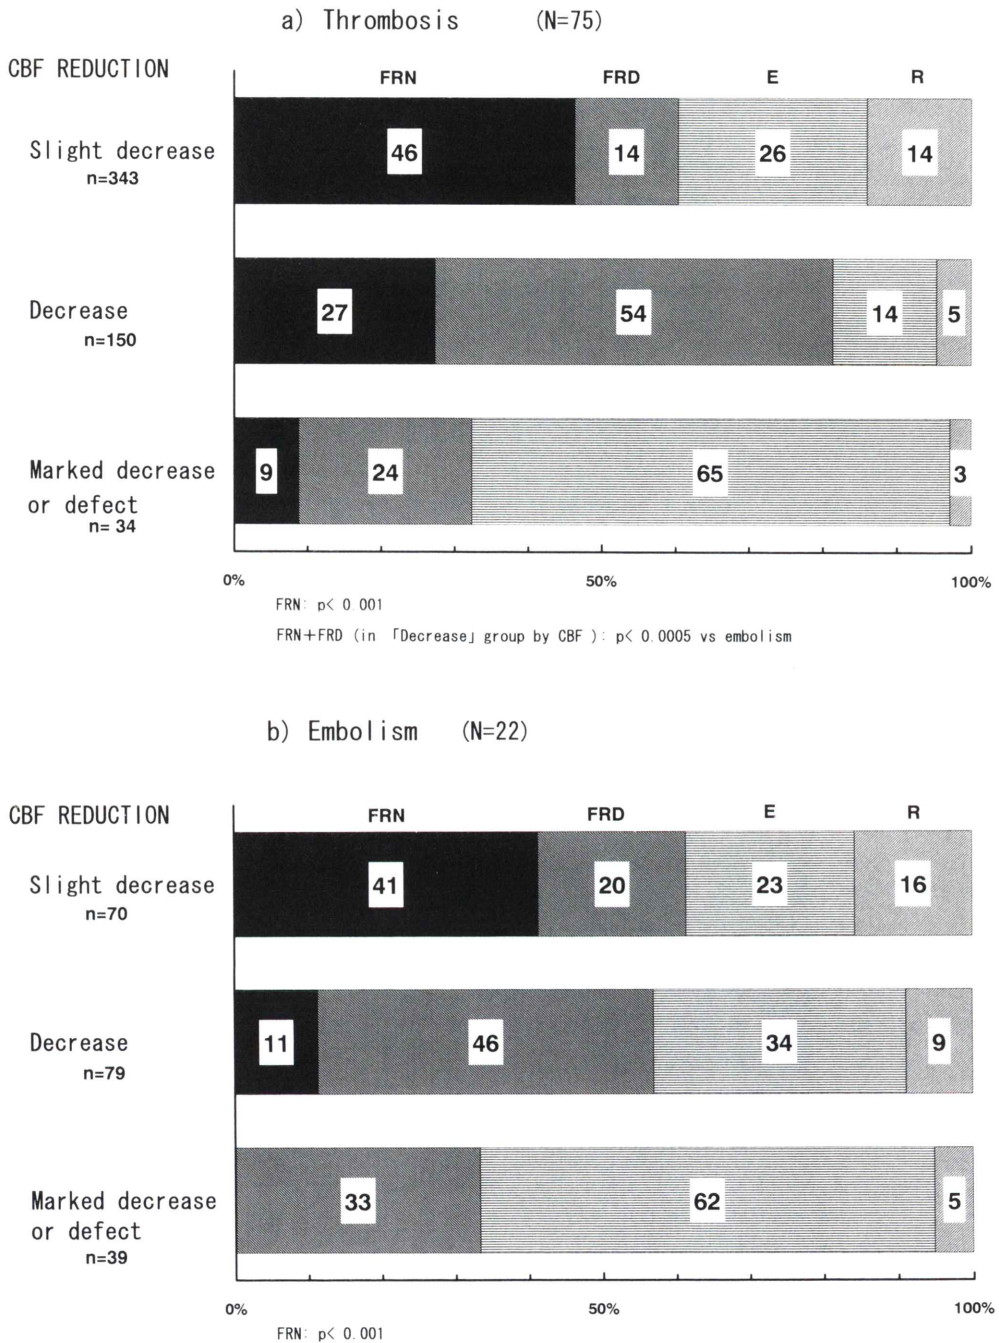 a) Thrombosis (N=75)
CBF REDUCTION
FRN FRD E R
Slight decrease
n=343
46 14 26 14
Decrease
n=150
27 54 14 5
Marked decrease
or defect
n= 34
9 24 65 3
0% 50% 100%
FRN: p< 0.001
FRN+FRD (in 「Decrease」 group by CBF ): p< 0.0005 vs embolism
b) Embolism (N=22)
CBF REDUCTION
FRN FRD E R
Slight decrease
n=70
41 20 23 16
Decrease
n=79
11 46 34 9
Marked decrease
or defect
n=39
33 62 5
0% 50% 100%
FRN: p< 0.001